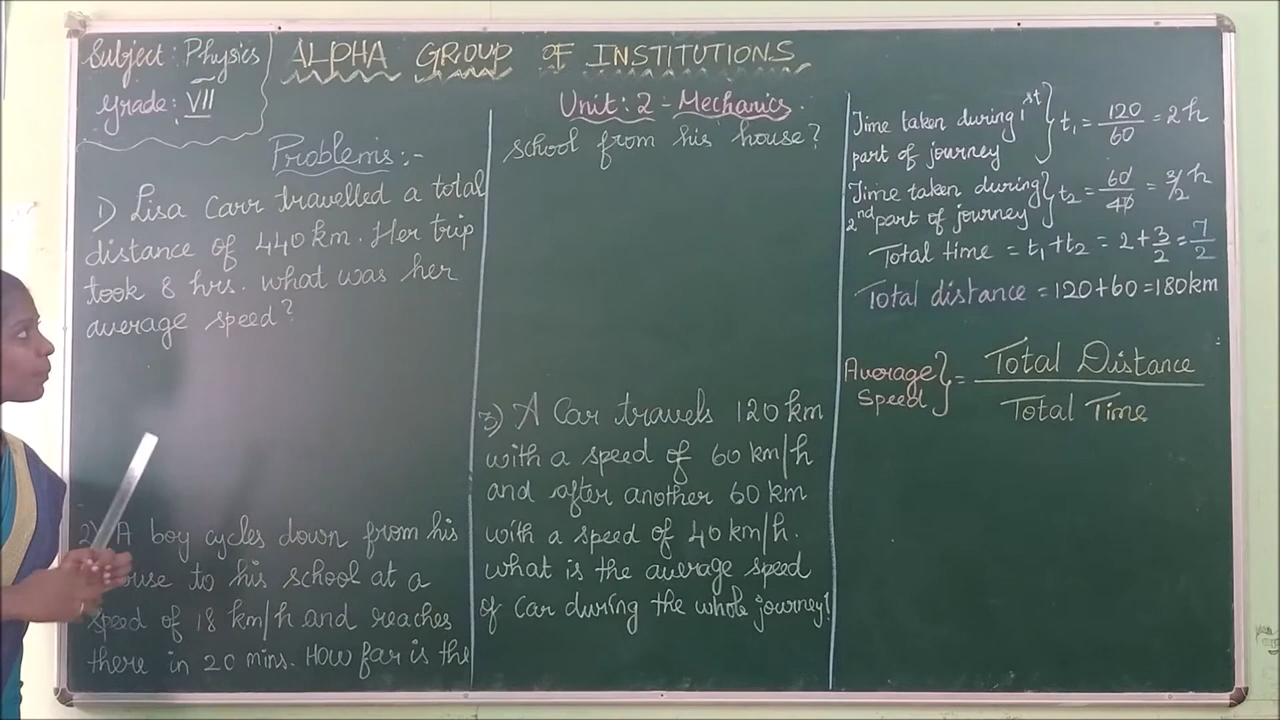 Subject: Physics
Grade: VII
ALPHA GROUP OF INSTITUTIONS
Unit: 2 - Mechanics.
Problems:-
1) Lisa Carr travelled a total
distance of 440 km. Her trip
took 8 hrs. what was her
average speed?
2) A boy cycles down from his
ouse to his school at a
speed of 18 km/h and reaches
there in 20 mins. How far is the
school from his house?
3) A Car travels 120 km
with a speed of 60 km/h
and after another 60 km
with a speed of 40 km/h.
what is the average speed
of Car during the whole journey?
Time taken during 1st
part of journey } t1 = 120/60 = 2 h
Time taken during
2nd part of journey } t2 = 60/40 = 3/2 h
Total time = t1 + t2 = 2 + 3/2 = 7/2
Total distance = 120 + 60 = 180 km
Average
Speed } = Total Distance / Total Time